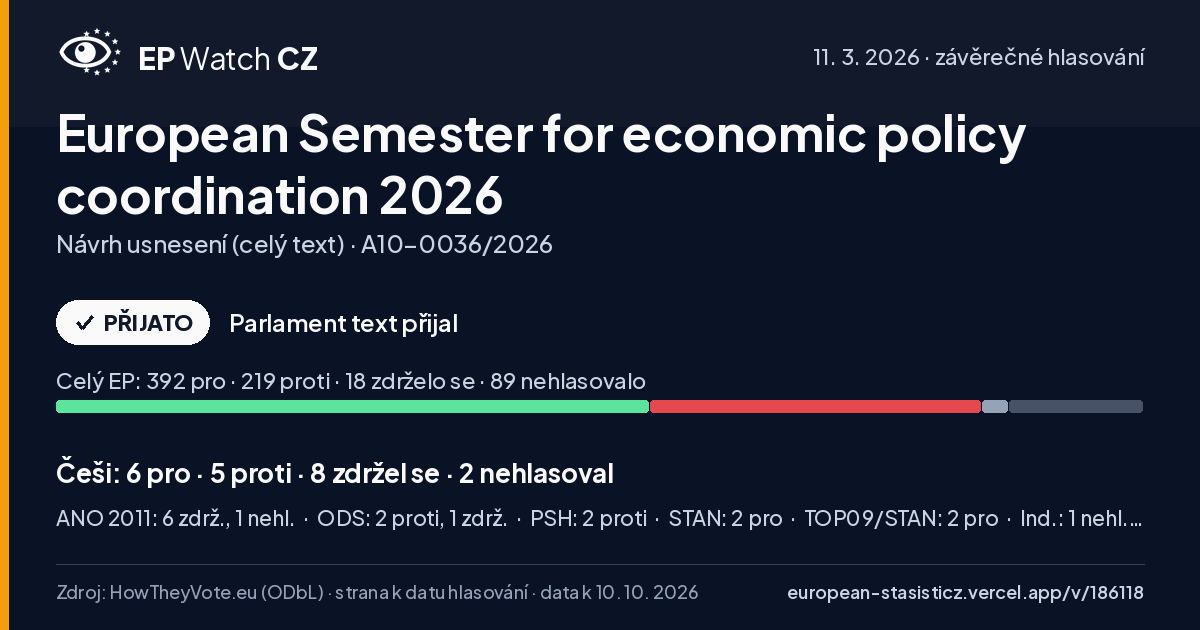 EP Watch CZ
11. 3. 2026 · závěrečné hlasování
European Semester for economic policy
coordination 2026
Návrh usnesení (celý text) · A10-0036/2026
✓ PŘIJATO
Parlament text přijal
Celý EP: 392 pro · 219 proti · 18 zdrželo se · 89 nehlasovalo
Češi: 6 pro · 5 proti · 8 zdržel se · 2 nehlasoval
ANO 2011: 6 zdrž., 1 nehl. · ODS: 2 proti, 1 zdrž. · PSH: 2 proti · STAN: 2 pro · TOP09/STAN: 2 pro · Ind.: 1 nehl.…
Zdroj: HowTheyVote.eu (ODbL) · strana k datu hlasování · data k 10. 10. 2026
european-stasisticz.vercel.app/v/186118